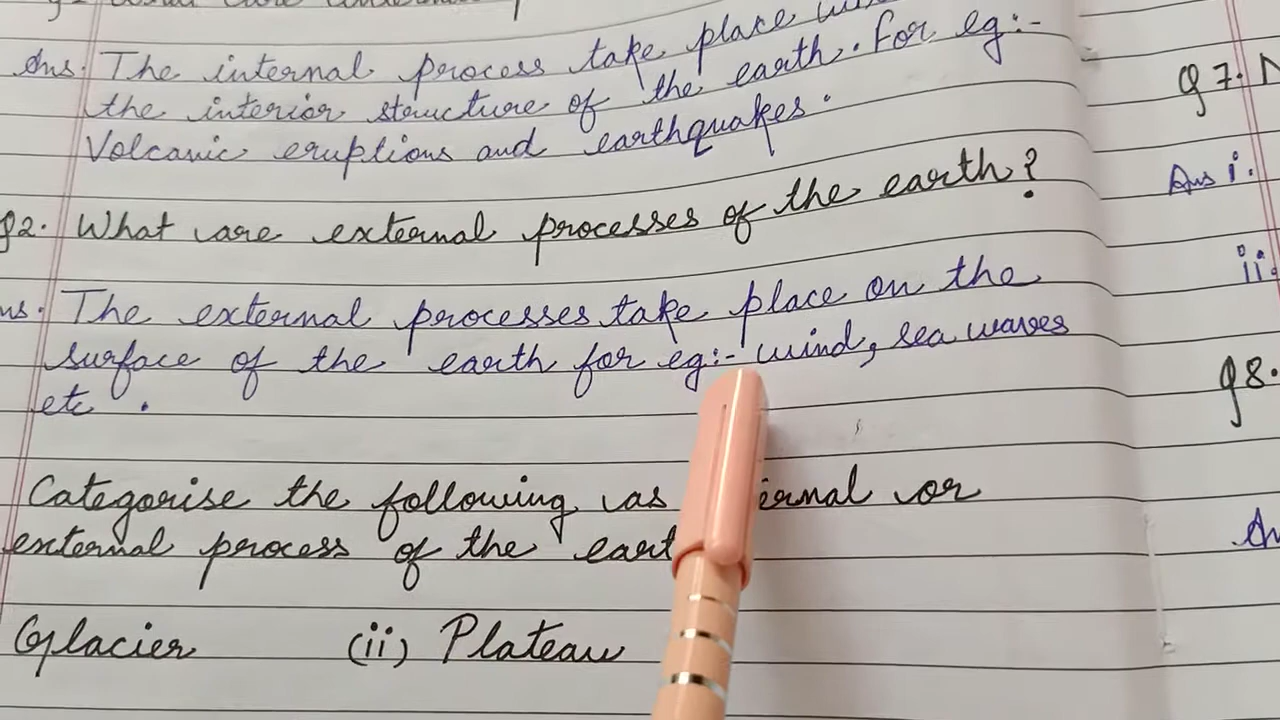 Ans. The internal process take place
the interior structure of the earth. For eg:-
Volcanic eruptions and earthquakes.
Q2. What are external processes of the earth?
Ans. The external processes take place on the
surface of the earth for eg:- wind, sea waves
etc.
Categorise the following as or
external process of the
Glacier (ii) Plateau
Q7.
Ans i.
ii.
Q8.